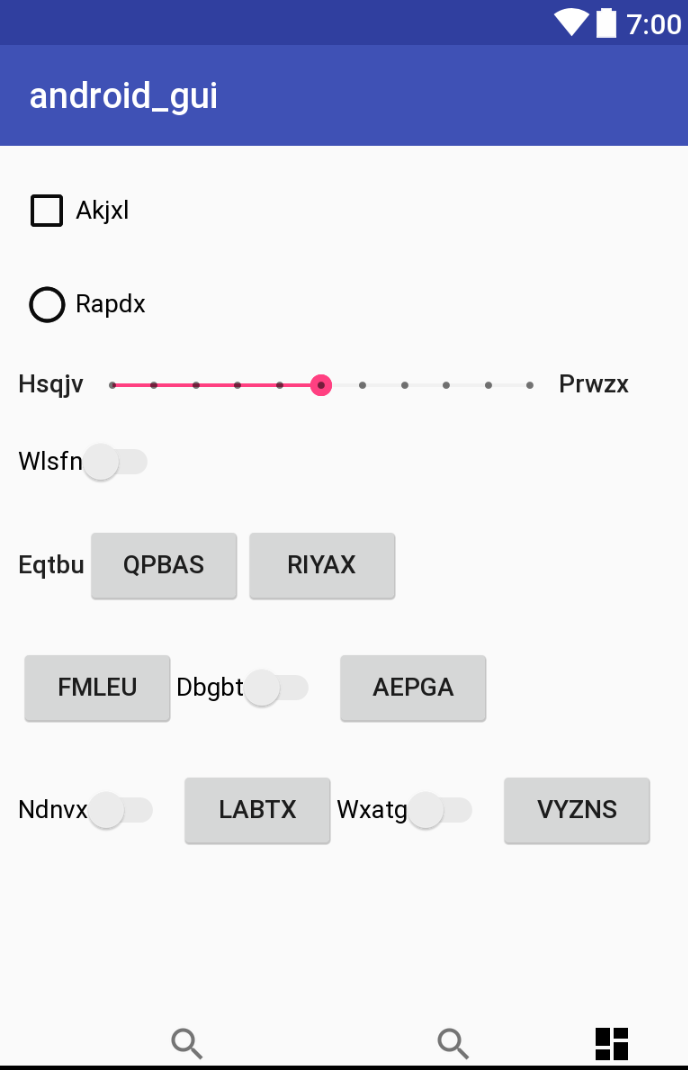 7:00
android_gui
Akjxl
Rapdx
Hsqjv Prwzx
Wlsfn
Eqtbu QPBAS RIYAX
FMLEU Dbgbt AEPGA
Ndnvx LABTX Wxatg VYZNS